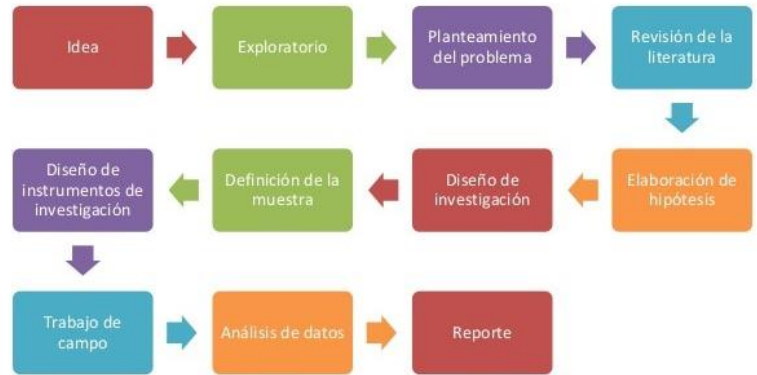 Idea
Exploratorio
Planteamiento
del problema
Revisión de la
literatura
Elaboración de
hipótesis
Diseño de
investigación
Definición de la
muestra
Diseño de
instrumentos de
investigación
Trabajo de
campo
Análisis de datos
Reporte